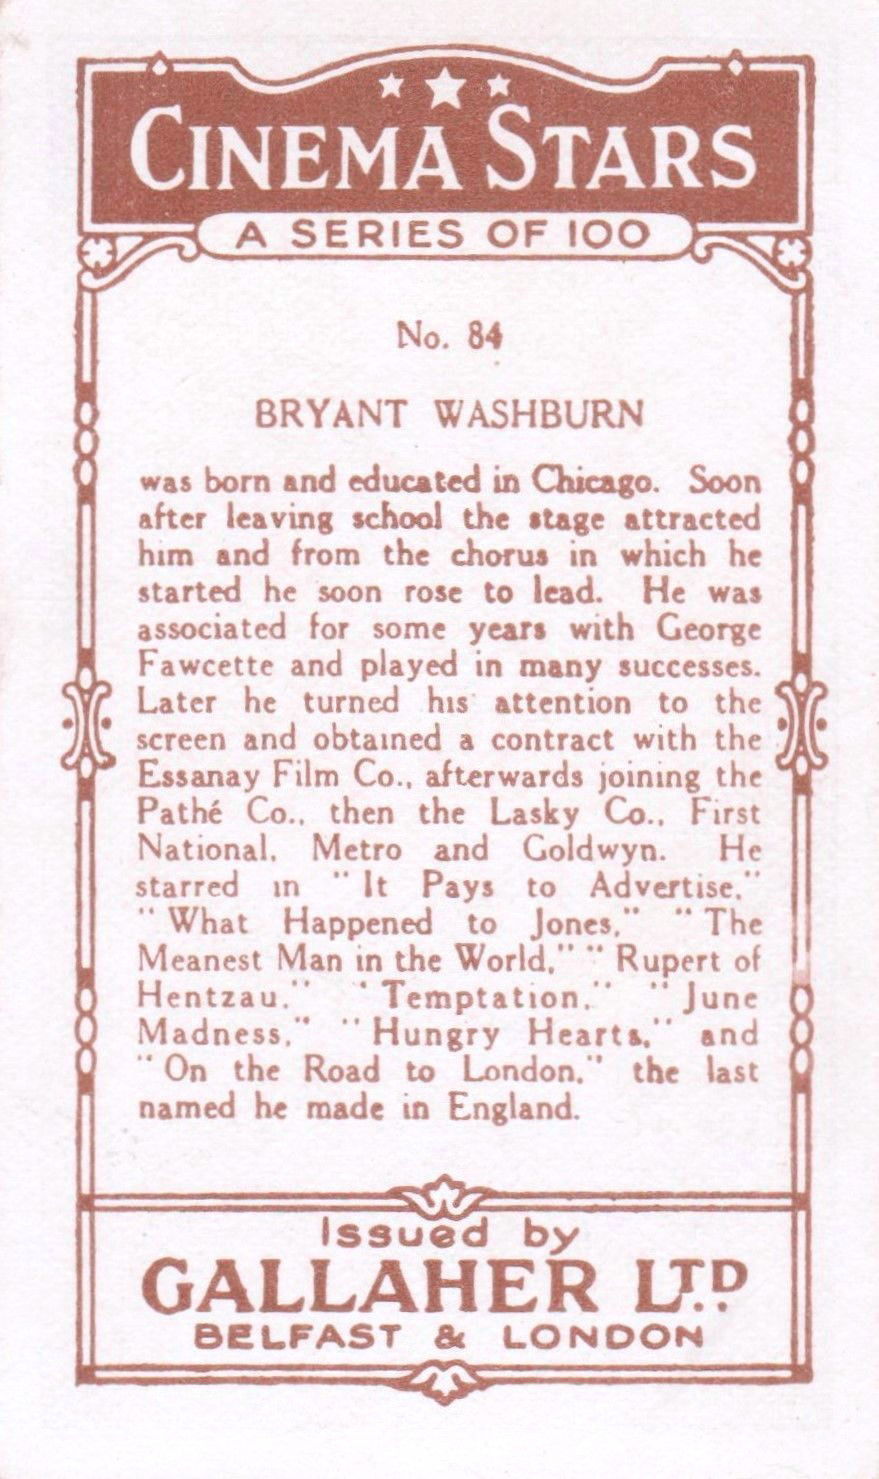 CINEMA STARS
A SERIES OF 100
No. 84
BRYANT WASHBURN
was born and educated in Chicago. Soon
after leaving school the stage attracted
him and from the chorus in which he
started he soon rose to lead. He was
associated for some years with George
Fawcette and played in many successes.
Later he turned his attention to the
screen and obtained a contract with the
Essanay Film Co., afterwards joining the
Pathé Co., then the Lasky Co., First
National, Metro and Goldwyn. He
starred in "It Pays to Advertise,"
"What Happened to Jones," "The
Meanest Man in the World," "Rupert of
Hentzau," "Temptation," "June
Madness," "Hungry Hearts," and
"On the Road to London," the last
named he made in England.
Issued by
GALLAHER LTD
BELFAST & LONDON